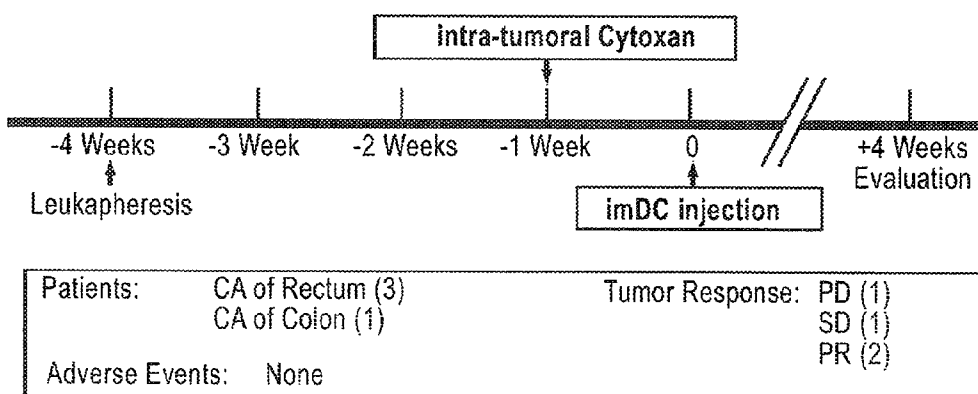 intra-tumoral Cytoxan
-4 Weeks -3 Week -2 Weeks -1 Week 0 +4 Weeks
Leukapheresis imDC injection Evaluation
Patients: CA of Rectum (3) Tumor Response: PD (1)
CA of Colon (1) SD (1)
PR (2)
Adverse Events: None